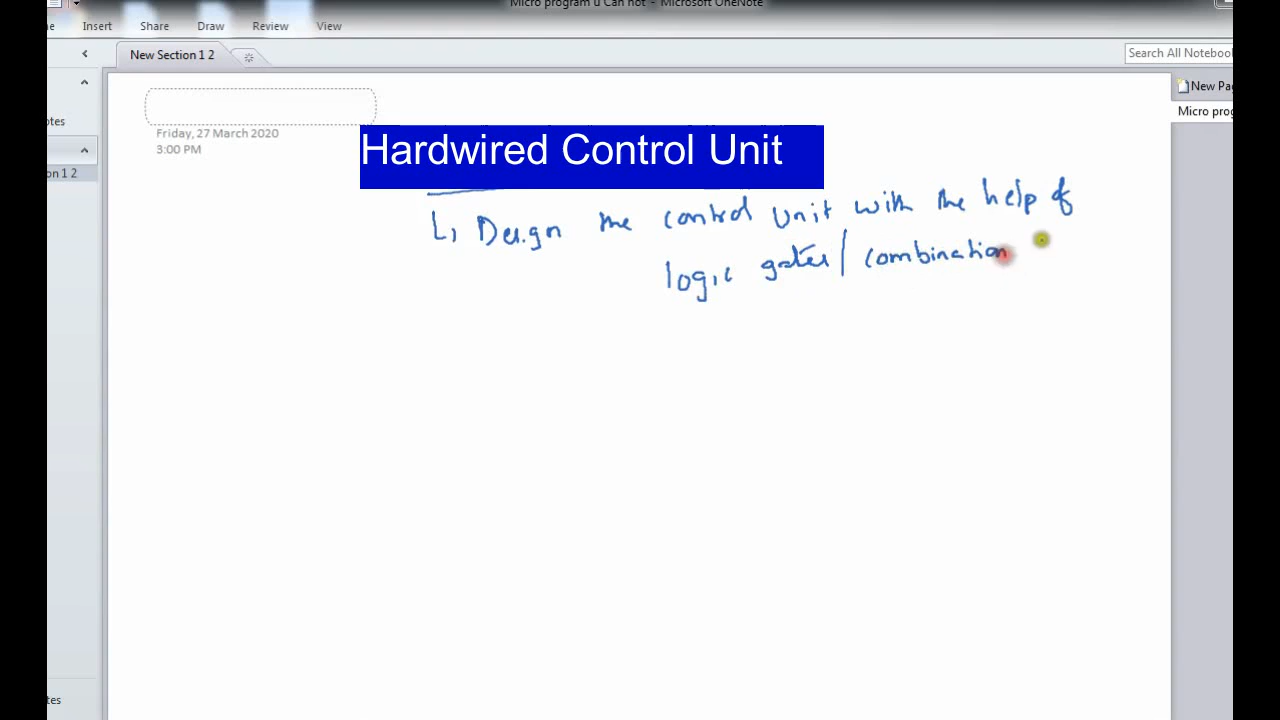 Micro program u Can not - Microsoft OneNote
Insert Share Draw Review View
New Section 1 2
Search All Noteboo
New Pa
Micro prog
otes
on 1 2
Friday, 27 March 2020
3:00 PM
Hardwired Control Unit
Design the control unit with the help of
logic gates/ combination
otes